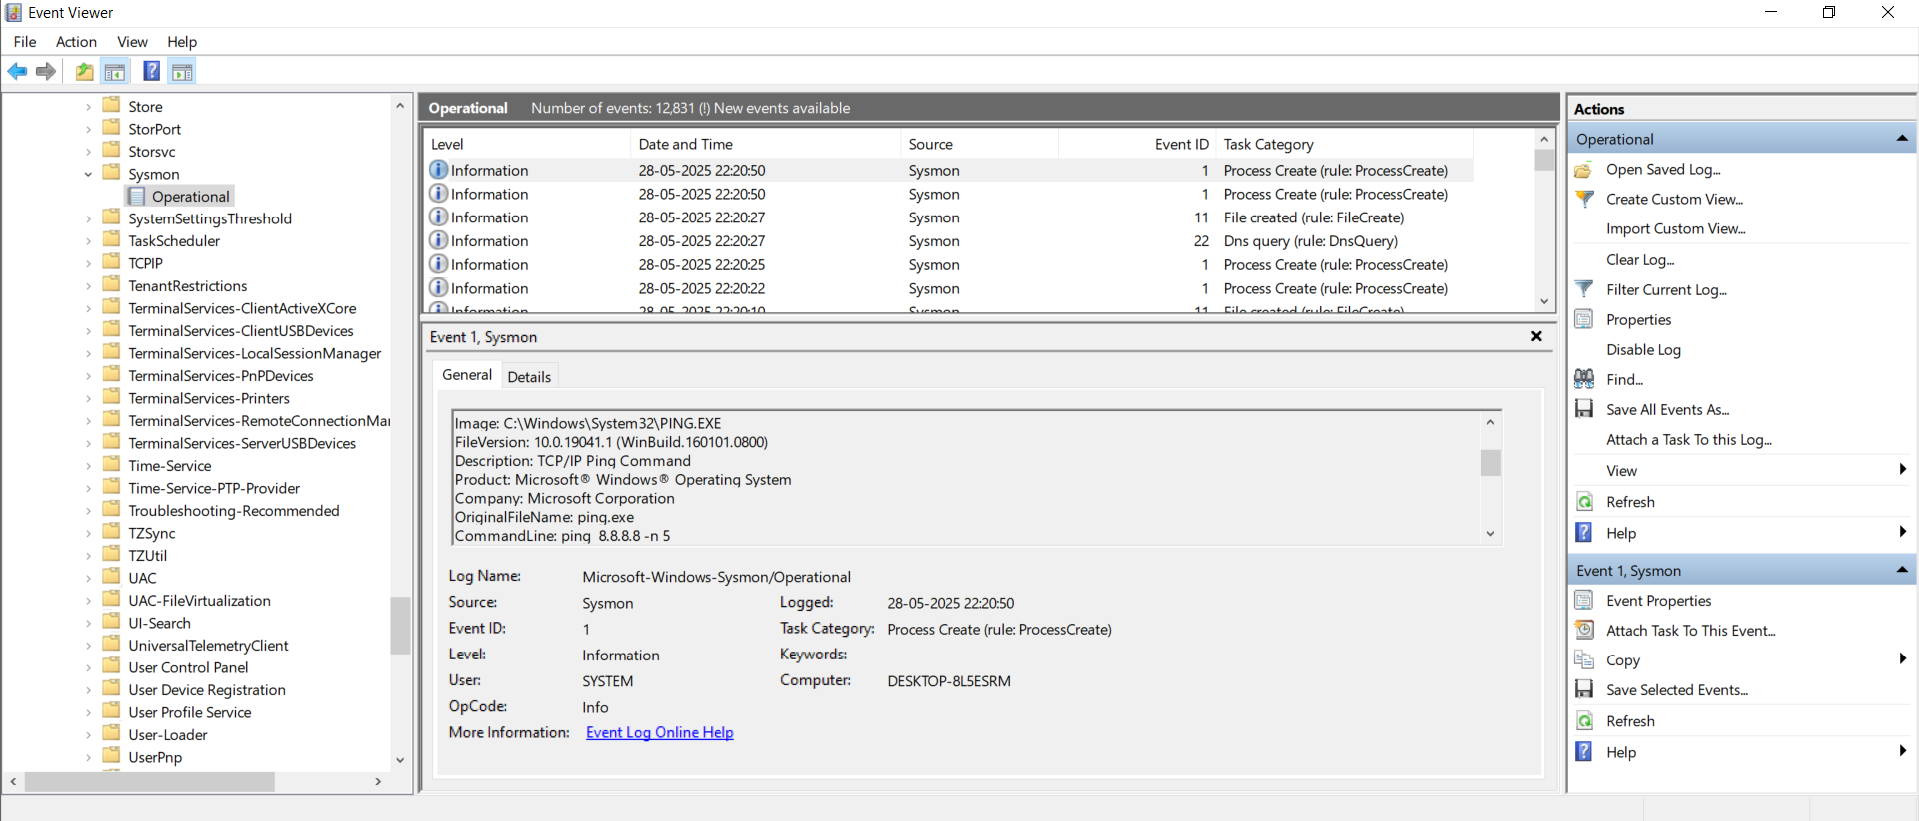 Event Viewer
File Action View Help
Store
StorPort
Storsvc
Sysmon
Operational
SystemSettingsThreshold
TaskScheduler
TCPIP
TenantRestrictions
TerminalServices-ClientActiveXCore
TerminalServices-ClientUSBDevices
TerminalServices-LocalSessionManager
TerminalServices-PnPDevices
TerminalServices-Printers
TerminalServices-RemoteConnectionMai
TerminalServices-ServerUSBDevices
Time-Service
Time-Service-PTP-Provider
Troubleshooting-Recommended
TZSync
TZUtil
UAC
UAC-FileVirtualization
UI-Search
UniversalTelemetryClient
User Control Panel
User Device Registration
User Profile Service
User-Loader
UserPnp
Operational Number of events: 12,831 (!) New events available
Level Date and Time Source Event ID Task Category
Information 28-05-2025 22:20:50 Sysmon 1 Process Create (rule: ProcessCreate)
Information 28-05-2025 22:20:50 Sysmon 1 Process Create (rule: ProcessCreate)
Information 28-05-2025 22:20:27 Sysmon 11 File created (rule: FileCreate)
Information 28-05-2025 22:20:27 Sysmon 22 Dns query (rule: DnsQuery)
Information 28-05-2025 22:20:25 Sysmon 1 Process Create (rule: ProcessCreate)
Information 28-05-2025 22:20:22 Sysmon 1 Process Create (rule: ProcessCreate)
Information 28-05-2025 22:20:10 Sysmon 11 File created (rule: FileCreate)
Event 1, Sysmon
General Details
Image: C:\Windows\System32\PING.EXE
FileVersion: 10.0.19041.1 (WinBuild.160101.0800)
Description: TCP/IP Ping Command
Product: Microsoft® Windows® Operating System
Company: Microsoft Corporation
OriginalFileName: ping.exe
CommandLine: ping  8.8.8.8 -n 5
Log Name: Microsoft-Windows-Sysmon/Operational
Source: Sysmon Logged: 28-05-2025 22:20:50
Event ID: 1 Task Category: Process Create (rule: ProcessCreate)
Level: Information Keywords:
User: SYSTEM Computer: DESKTOP-8L5ESRM
OpCode: Info
More Information: Event Log Online Help
Actions
Operational
Open Saved Log...
Create Custom View...
Import Custom View...
Clear Log...
Filter Current Log...
Properties
Disable Log
Find...
Save All Events As...
Attach a Task To this Log...
View
Refresh
Help
Event 1, Sysmon
Event Properties
Attach Task To This Event...
Copy
Save Selected Events...
Refresh
Help